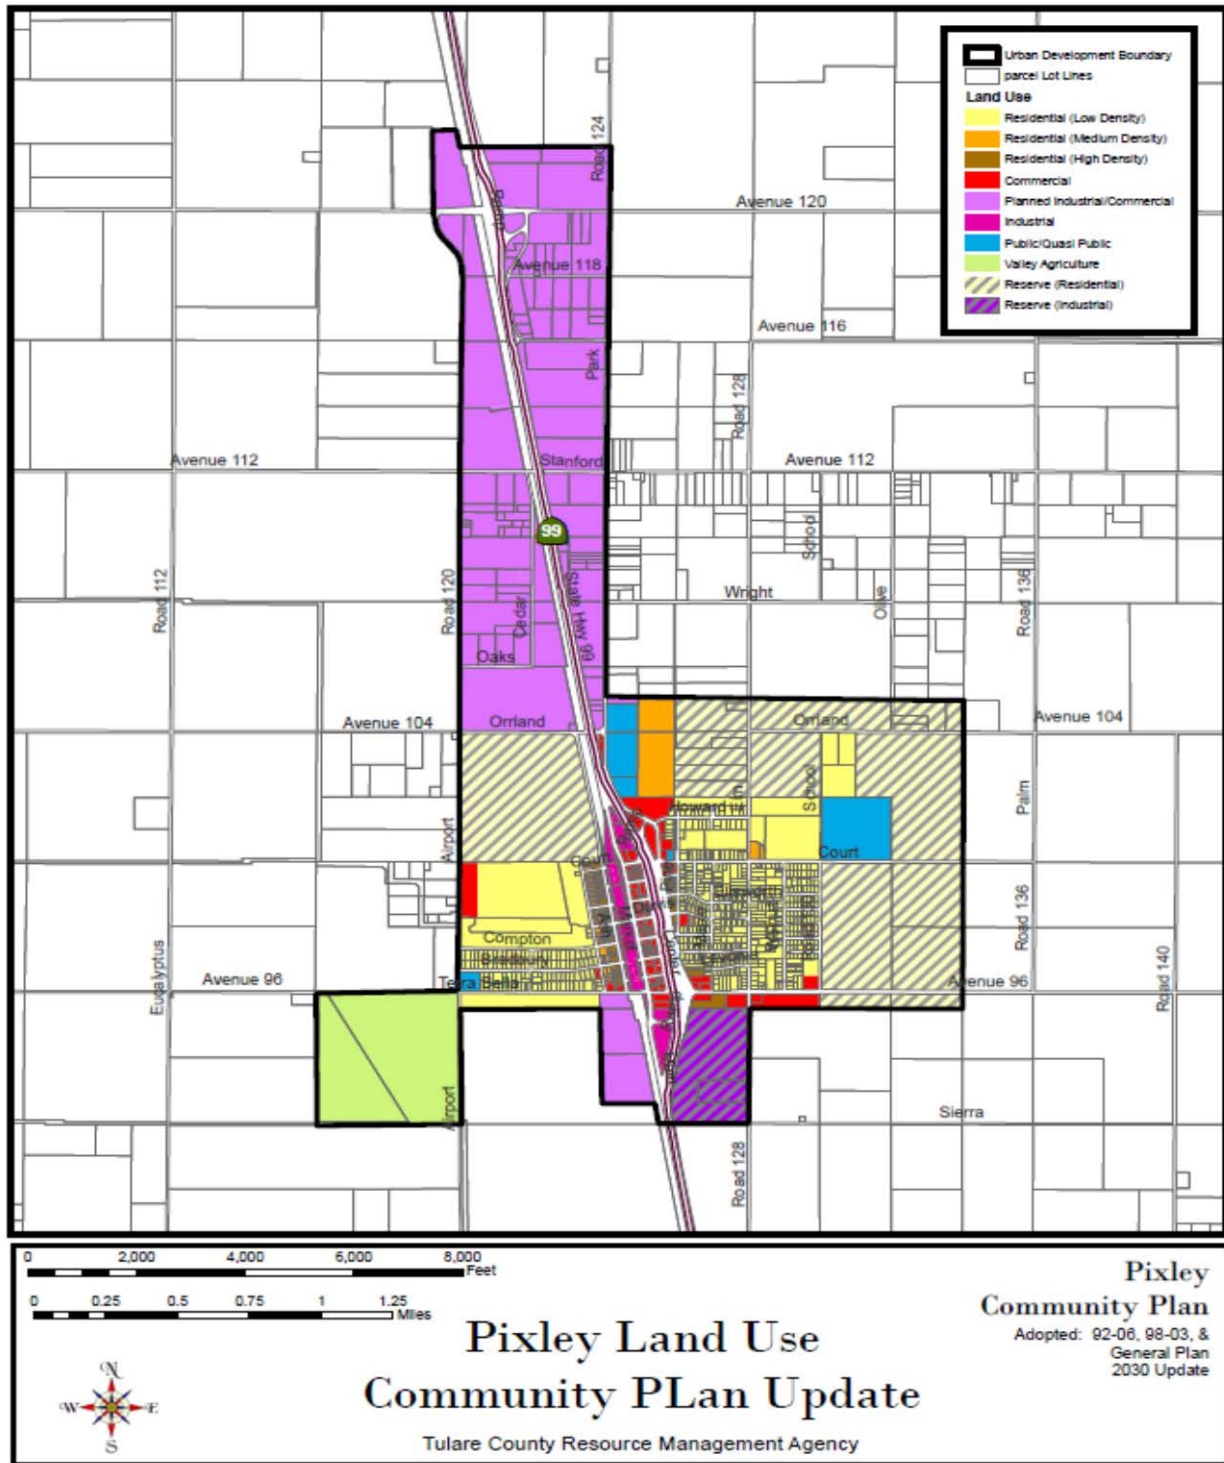 Urban Development Boundary
parcel Lot Lines
Land Use
Residential (Low Density)
Residential (Medium Density)
Residential (High Density)
Commercial
Planned Industrial/Commercial
Industrial
Public/Quasi Public
Valley Agriculture
Reserve (Residential)
Reserve (Industrial)
Road 124
Avenue 120
Ramp
Avenue 118
Avenue 116
Park
Road 128
Avenue 112
Stanford
Avenue 112
99
School
Road 112
Road 120
Cedar
State Hwy 99
Wright
Olive
Road 136
Oaks
Avenue 104
Orrland
Orrland
Avenue 104
School
Palm
Airport
Howard
Ramp
Court
Court
Main
Ash
Compton
Bradbury
Center
Road 136
Eucalyptus
Avenue 96
Terra Bella
Avenue 96
Road 140
Airport
Sierra
Road 128
0 2,000 4,000 6,000 8,000
Feet
0 0.25 0.5 0.75 1 1.25
Miles
N
W E
S
Pixley Land Use
Community PLan Update
Tulare County Resource Management Agency
Pixley
Community Plan
Adopted: 92-06, 98-03, &
General Plan
2030 Update